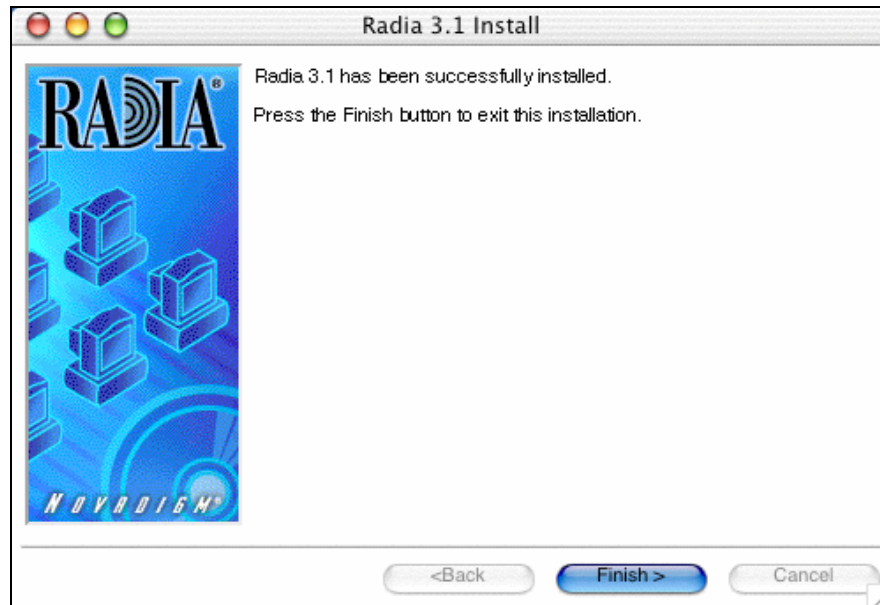 Radia 3.1 Install
RADIA®
Radia 3.1 has been successfully installed.
Press the Finish button to exit this installation.
NOVADIGM®
<Back
Finish >
Cancel